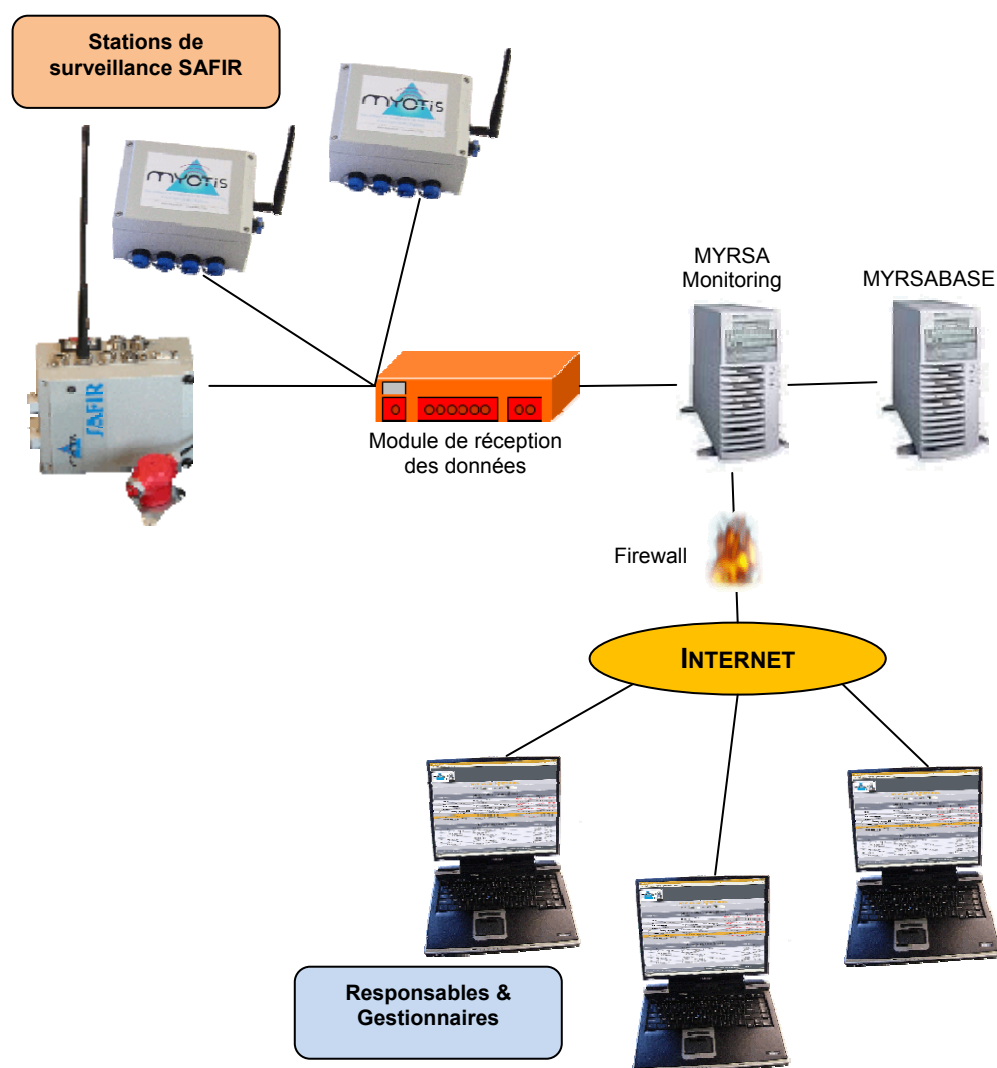 Stations de
surveillance SAFIR
MYOTIS
MYOTIS
MYRSA
Monitoring
MYRSABASE
SAFIR
Module de réception
des données
Firewall
INTERNET
Responsables &
Gestionnaires